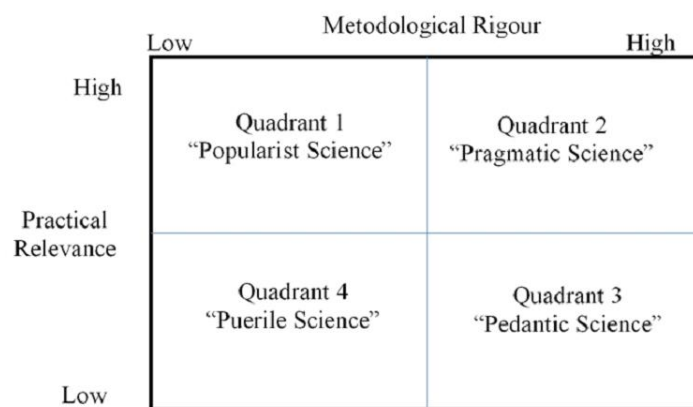 Metodological Rigour
Low High
High
Quadrant 1
“Popularist Science”
Quadrant 2
“Pragmatic Science”
Practical
Relevance
Quadrant 4
“Puerile Science”
Quadrant 3
“Pedantic Science”
Low